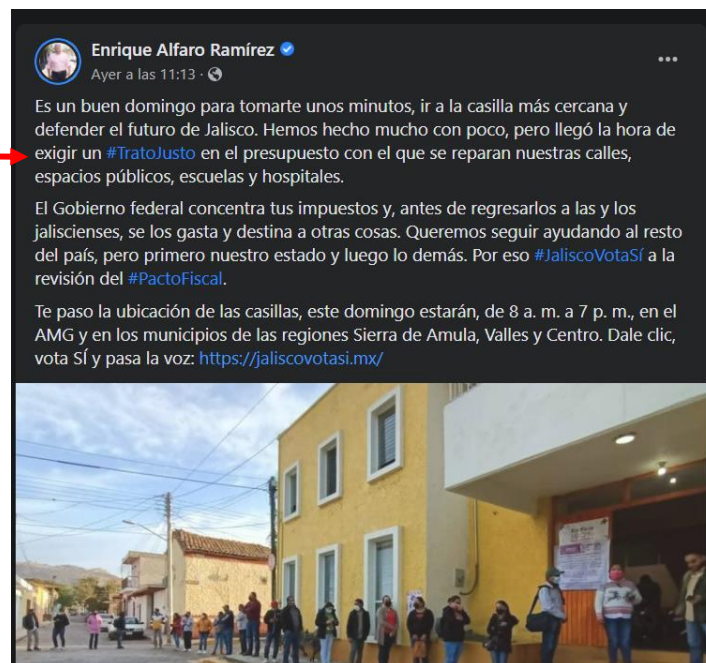 Enrique Alfaro Ramírez
Ayer a las 11:13 ·
Es un buen domingo para tomarte unos minutos, ir a la casilla más cercana y
defender el futuro de Jalisco. Hemos hecho mucho con poco, pero llegó la hora de
exigir un #TratoJusto en el presupuesto con el que se reparan nuestras calles,
espacios públicos, escuelas y hospitales.
El Gobierno federal concentra tus impuestos y, antes de regresarlos a las y los
jaliscienses, se los gasta y destina a otras cosas. Queremos seguir ayudando al resto
del país, pero primero nuestro estado y luego lo demás. Por eso #JaliscoVotaSí a la
revisión del #PactoFiscal.
Te paso la ubicación de las casillas, este domingo estarán, de 8 a. m. a 7 p. m., en el
AMG y en los municipios de las regiones Sierra de Amula, Valles y Centro. Dale clic,
vota SÍ y pasa la voz: https://jaliscovotasi.mx/